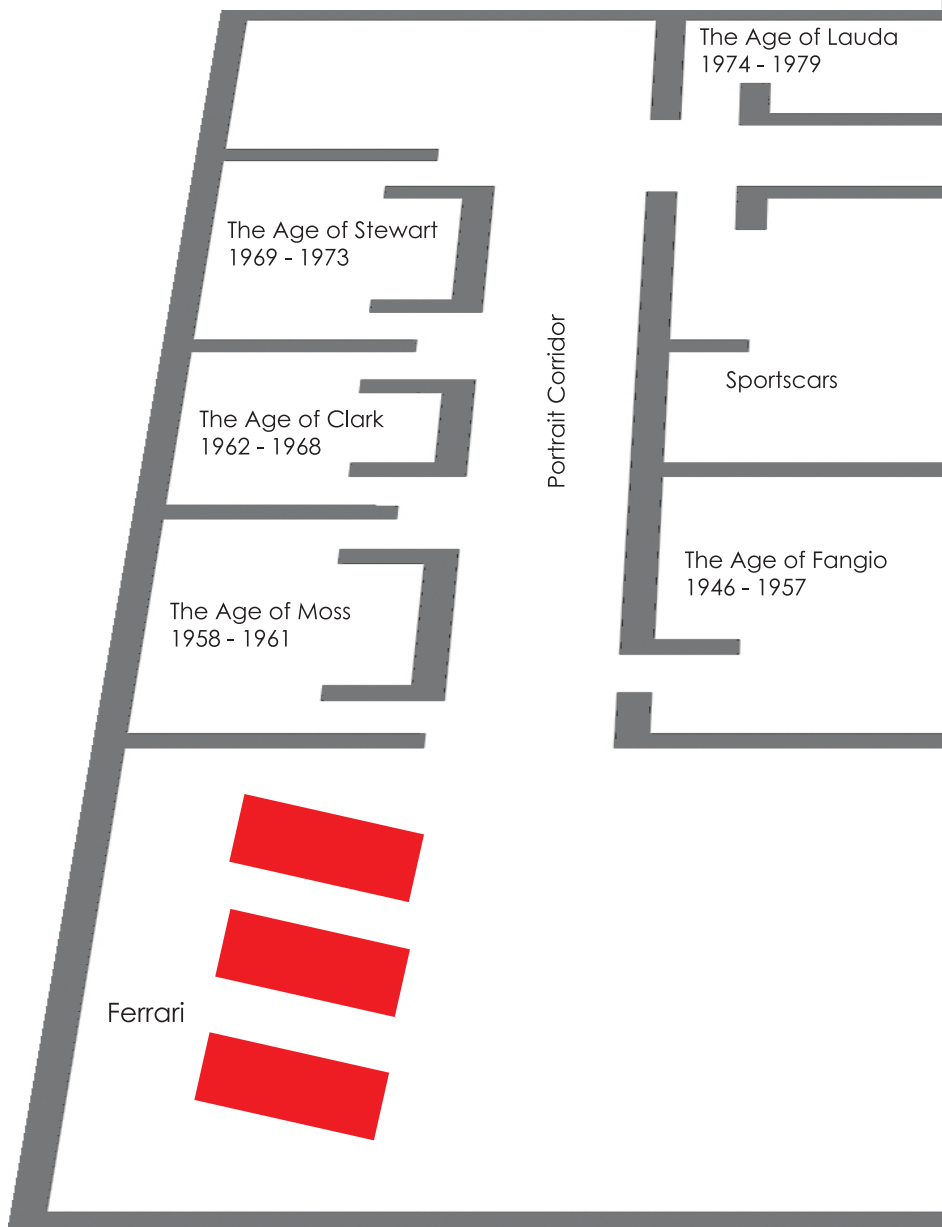 The Age of Lauda
1974 - 1979
The Age of Stewart
1969 - 1973
Portrait Corridor
Sportscars
The Age of Clark
1962 - 1968
The Age of Fangio
1946 - 1957
The Age of Moss
1958 - 1961
Ferrari